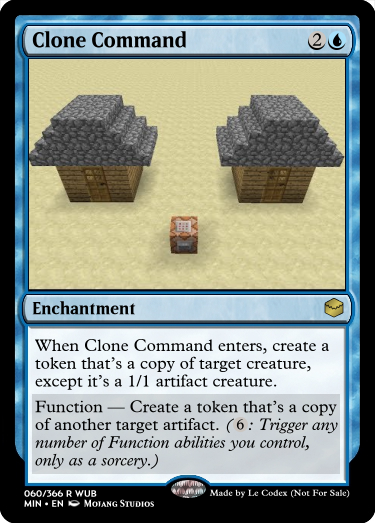 Clone Command 2
Enchantment
When Clone Command enters, create a
token that's a copy of target creature,
except it's a 1/1 artifact creature.
Function — Create a token that's a copy
of another target artifact. (6: Trigger any
number of Function abilities you control,
only as a sorcery.)
060/366 R WUB
MIN • EN Mojang Studios
Made by Le Codex (Not For Sale)